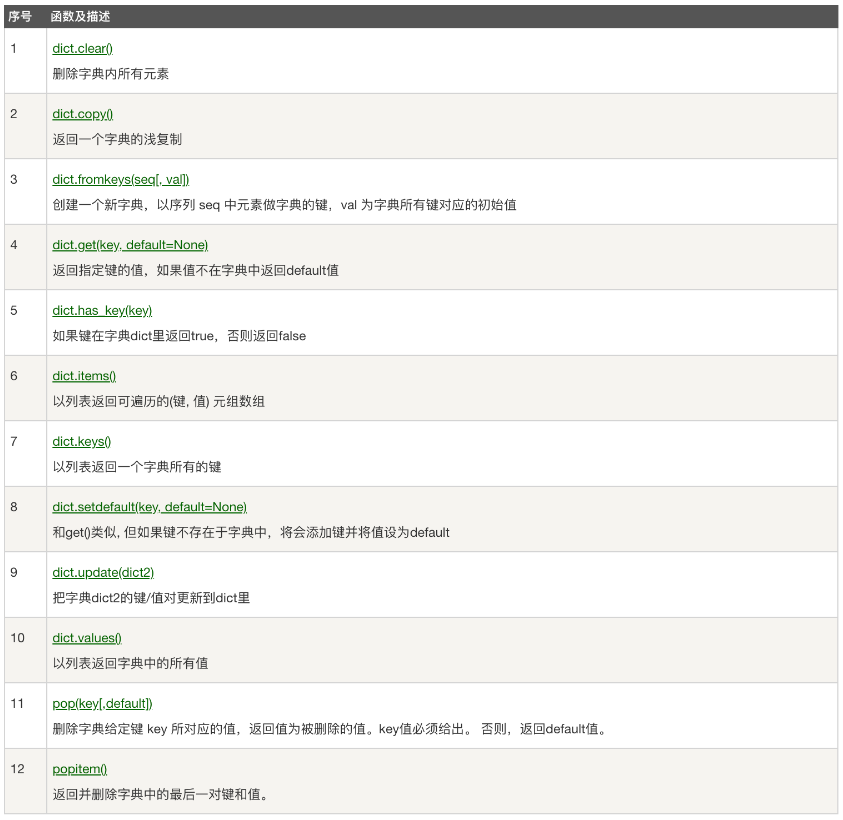 序号 函数及描述
1 dict.clear()
删除字典内所有元素
2 dict.copy()
返回一个字典的浅复制
3 dict.fromkeys(seq[, val])
创建一个新字典，以序列 seq 中元素做字典的键，val 为字典所有键对应的初始值
4 dict.get(key, default=None)
返回指定键的值，如果值不在字典中返回default值
5 dict.has_key(key)
如果键在字典dict里返回true，否则返回false
6 dict.items()
以列表返回可遍历的(键, 值) 元组数组
7 dict.keys()
以列表返回一个字典所有的键
8 dict.setdefault(key, default=None)
和get()类似, 但如果键不存在于字典中，将会添加键并将值设为default
9 dict.update(dict2)
把字典dict2的键/值对更新到dict里
10 dict.values()
以列表返回字典中的所有值
11 pop(key[,default])
删除字典给定键 key 所对应的值，返回值为被删除的值。key值必须给出。 否则，返回default值。
12 popitem()
返回并删除字典中的最后一对键和值。